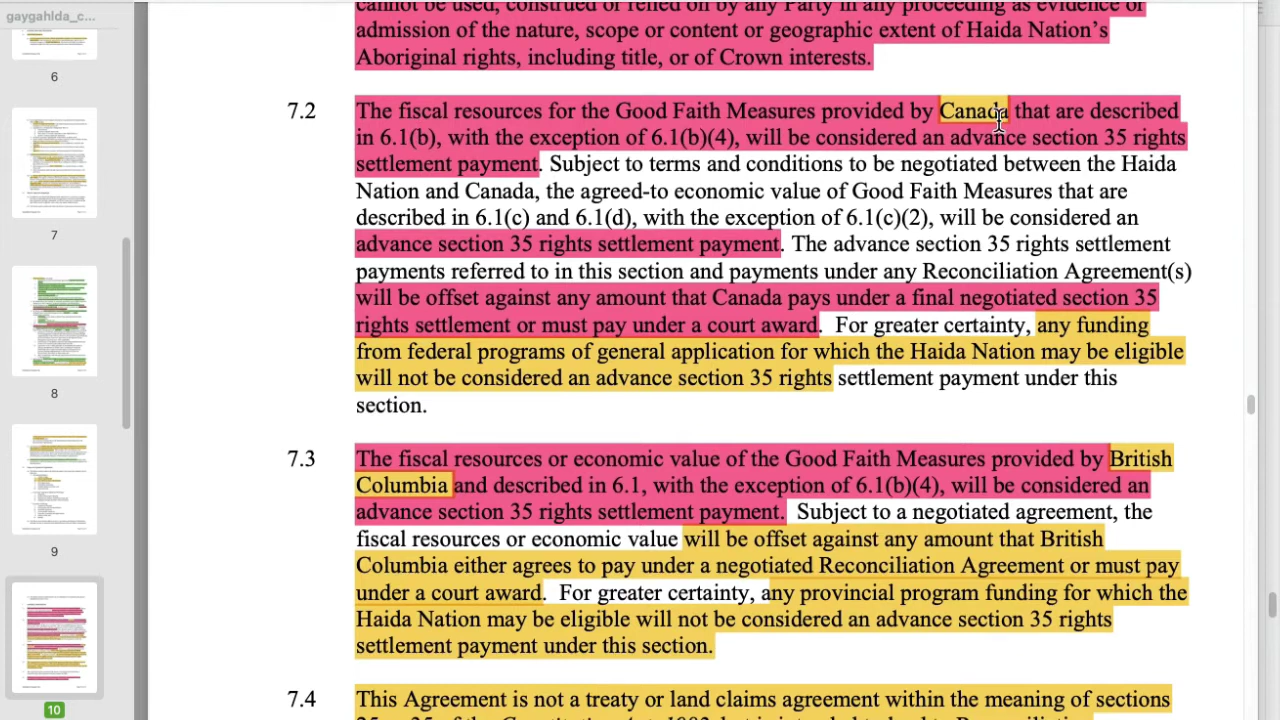 gaygahlda_c...
cannot be used, construed or relied on by any Party in any proceeding as evidence or
admission of the nature, scope or content or geographic extent of Haida Nation's
Aboriginal rights, including title, or of Crown interests.
7.2 The fiscal resources for the Good Faith Measures provided by Canada that are described
in 6.1(b), with the exception of 6.1(b)(4), will be considered an advance section 35 rights
settlement payment. Subject to terms and conditions to be negotiated between the Haida
Nation and Canada, the agreed-to economic value of Good Faith Measures that are
described in 6.1(c) and 6.1(d), with the exception of 6.1(c)(2), will be considered an
advance section 35 rights settlement payment. The advance section 35 rights settlement
payments referred to in this section and payments under any Reconciliation Agreement(s)
will be offset against any amount that Canada pays under a final negotiated section 35
rights settlement or must pay under a court award. For greater certainty, any funding
from federal programs of general application for which the Haida Nation may be eligible
will not be considered an advance section 35 rights settlement payment under this
section.
7.3 The fiscal resources or economic value of the Good Faith Measures provided by British
Columbia and described in 6.1, with the exception of 6.1(b)(4), will be considered an
advance section 35 rights settlement payment. Subject to a negotiated agreement, the
fiscal resources or economic value will be offset against any amount that British
Columbia either agrees to pay under a negotiated Reconciliation Agreement or must pay
under a court award. For greater certainty, any provincial program funding for which the
Haida Nation may be eligible will not be considered an advance section 35 rights
settlement payment under this section.
7.4 This Agreement is not a treaty or land claims agreement within the meaning of sections
6
7
8
9
10